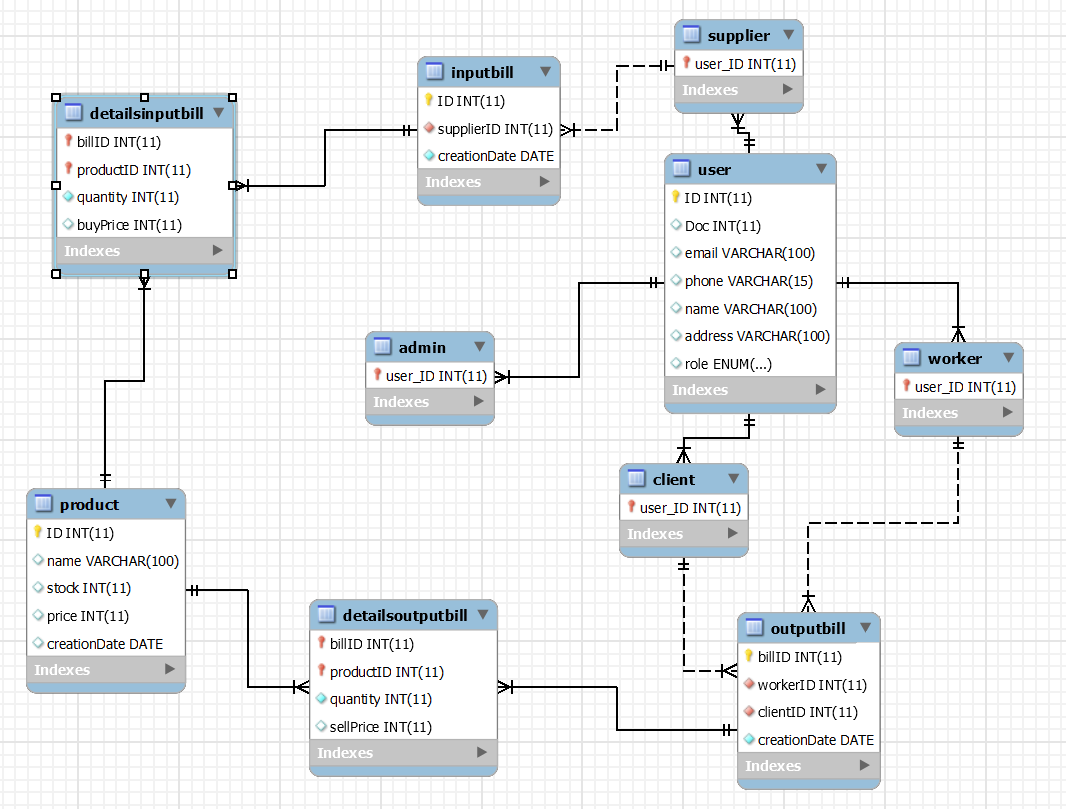 supplier
user_ID INT(11)
Indexes
inputbill
ID INT(11)
supplierID INT(11)
creationDate DATE
Indexes
detailsinputbill
billID INT(11)
productID INT(11)
quantity INT(11)
buyPrice INT(11)
Indexes
user
ID INT(11)
Doc INT(11)
email VARCHAR(100)
phone VARCHAR(15)
name VARCHAR(100)
address VARCHAR(100)
role ENUM(...)
Indexes
admin
user_ID INT(11)
Indexes
worker
user_ID INT(11)
Indexes
client
user_ID INT(11)
Indexes
product
ID INT(11)
name VARCHAR(100)
stock INT(11)
price INT(11)
creationDate DATE
Indexes
detailsoutputbill
billID INT(11)
productID INT(11)
quantity INT(11)
sellPrice INT(11)
Indexes
outputbill
billID INT(11)
workerID INT(11)
clientID INT(11)
creationDate DATE
Indexes